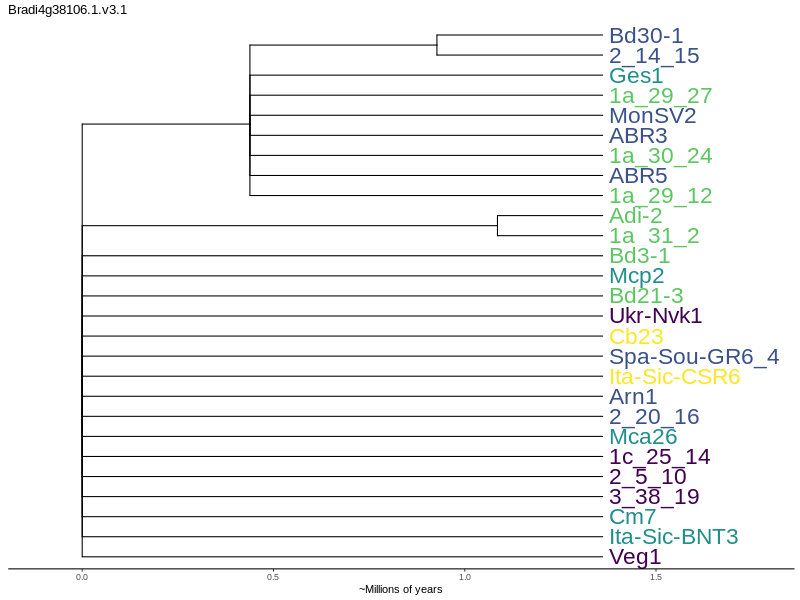 Bradi4g38106.1.v3.1
Bd30-1
2_14_15
Ges1
1a_29_27
MonSV2
ABR3
1a_30_24
ABR5
1a_29_12
Adi-2
1a_31_2
Bd3-1
Mcp2
Bd21-3
Ukr-Nvk1
Cb23
Spa-Sou-GR6_4
Ita-Sic-CSR6
Arn1
2_20_16
Mca26
1c_25_14
2_5_10
3_38_19
Cm7
Ita-Sic-BNT3
Veg1
0.0 0.5 1.0 1.5
~Millions of years